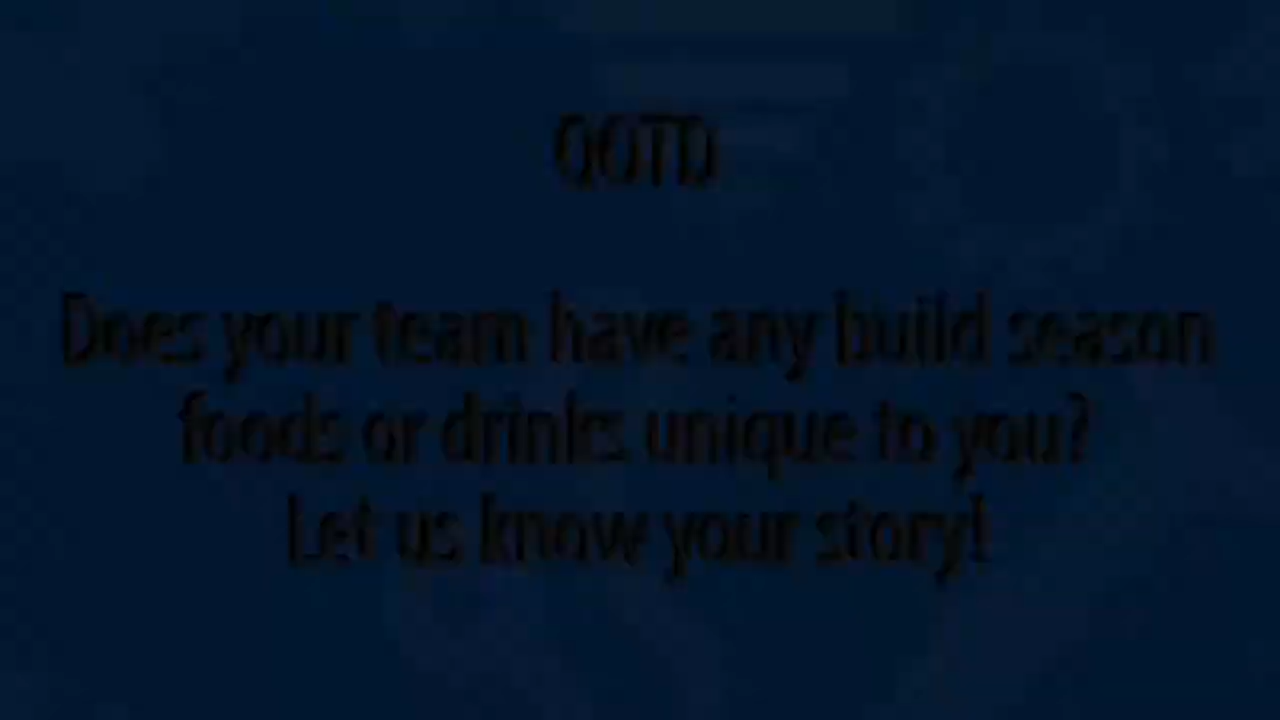 QOTD
Does your team have any build season
foods or drinks unique to you?
Let us know your story!